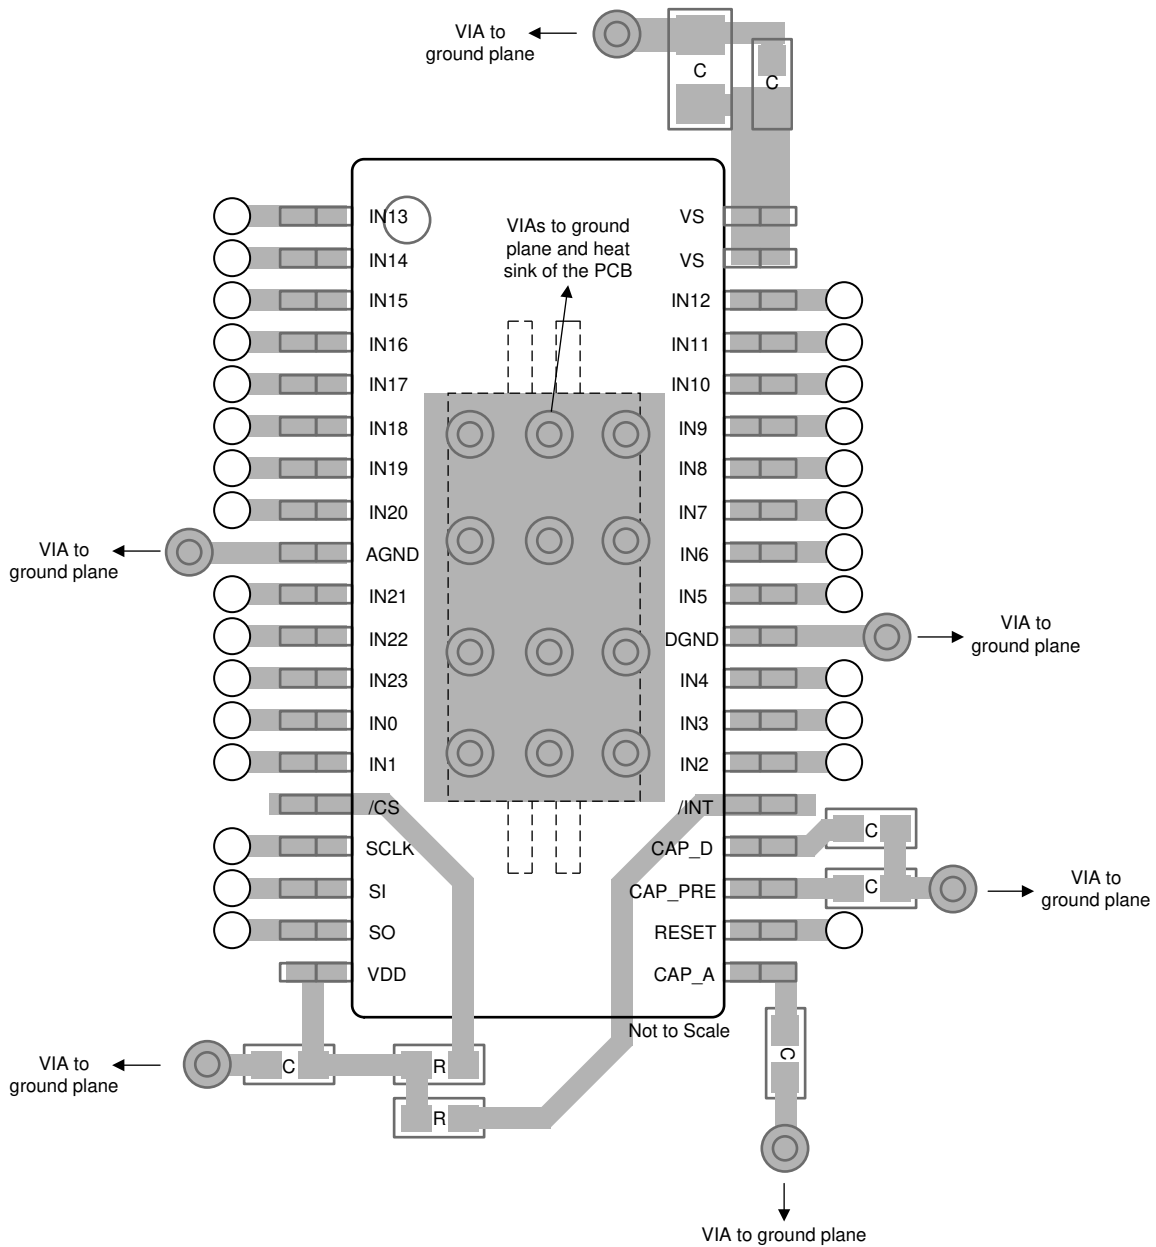 VIA to
ground plane
C
C
VIAs to ground
plane and heat
sink of the PCB
IN13
IN14
IN15
IN16
IN17
IN18
IN19
IN20
AGND
IN21
IN22
IN23
IN0
IN1
/CS
SCLK
SI
SO
VDD
VS
VS
IN12
IN11
IN10
IN9
IN8
IN7
IN6
IN5
DGND
IN4
IN3
IN2
/INT
CAP_D
CAP_PRE
RESET
CAP_A
VIA to
ground plane
VIA to
ground plane
C
C
VIA to
ground plane
Not to Scale
VIA to
ground plane
C
R
R
C
VIA to ground plane